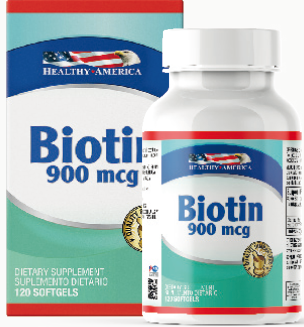 HEALTHY AMERICA
Biotin
900 mcg
DIETARY SUPPLEMENT
SUPLEMENTO DIETARIO
120 SOFTGELS
HEALTHY AMERICA
Biotin
900 mcg